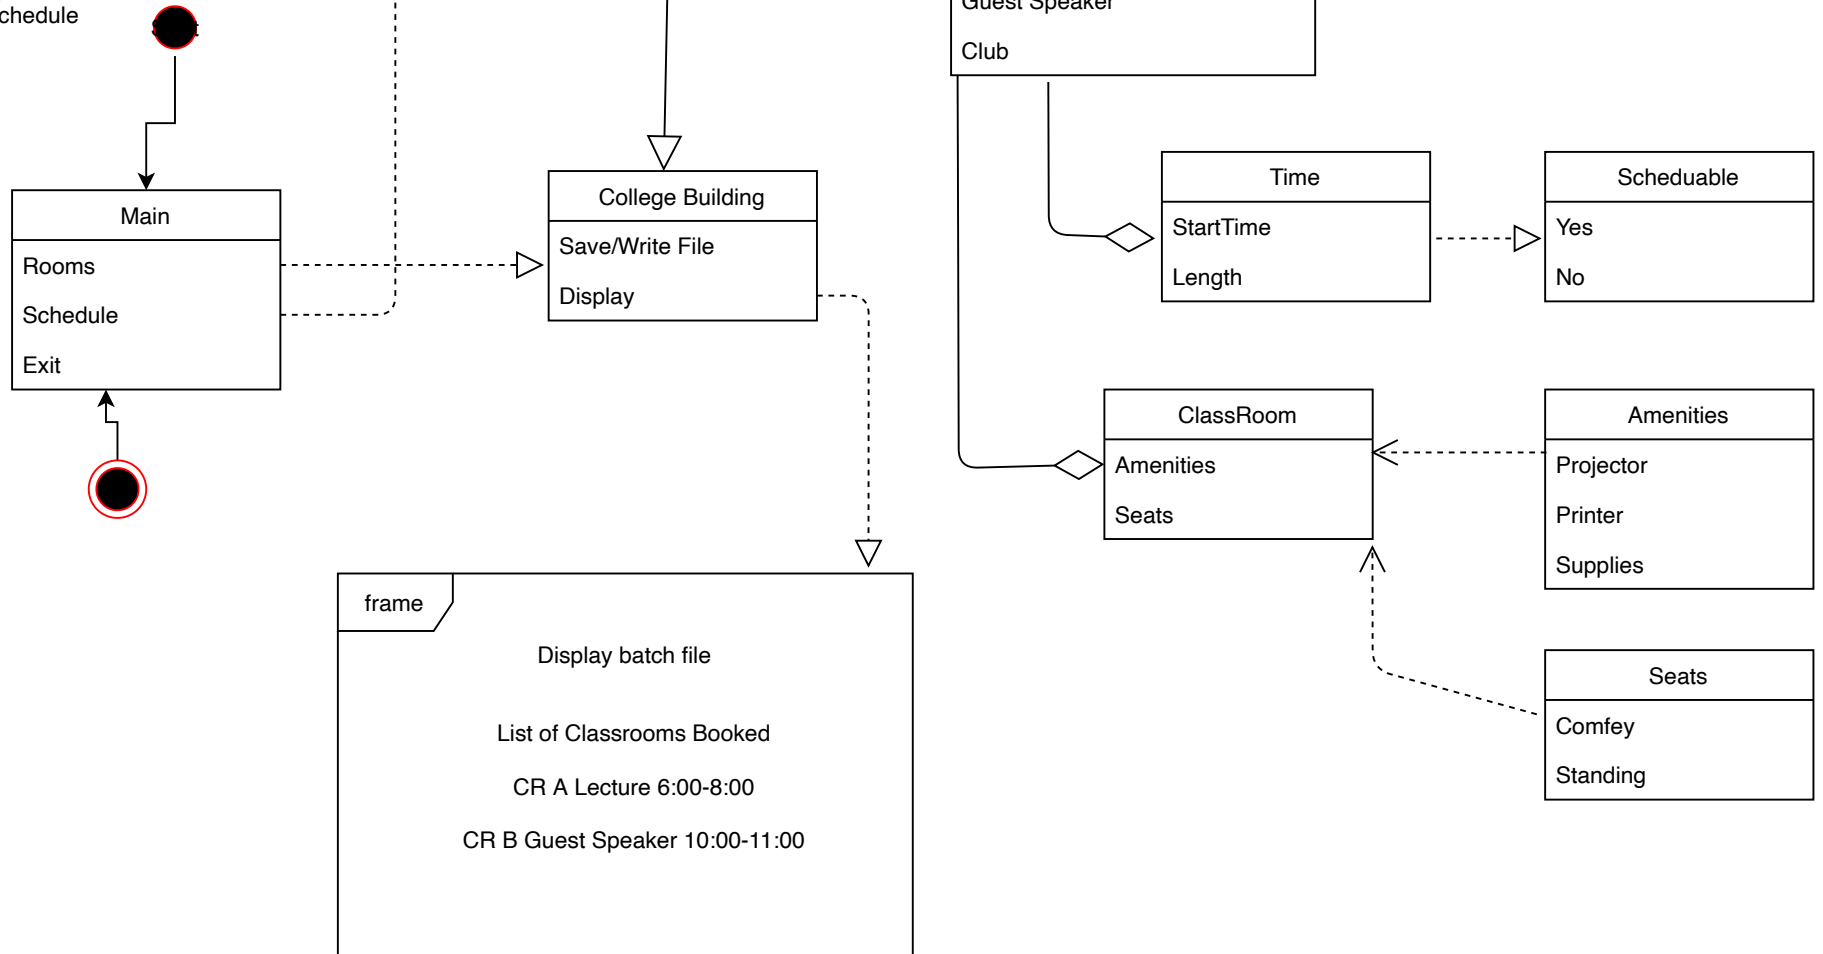 chedule
Guest Speaker
Club
Main
Rooms
Schedule
Exit
College Building
Save/Write File
Display
Time
StartTime
Length
Scheduable
Yes
No
ClassRoom
Amenities
Seats
Amenities
Projector
Printer
Supplies
Seats
Comfey
Standing
frame
Display batch file
List of Classrooms Booked
CR A Lecture 6:00-8:00
CR B Guest Speaker 10:00-11:00